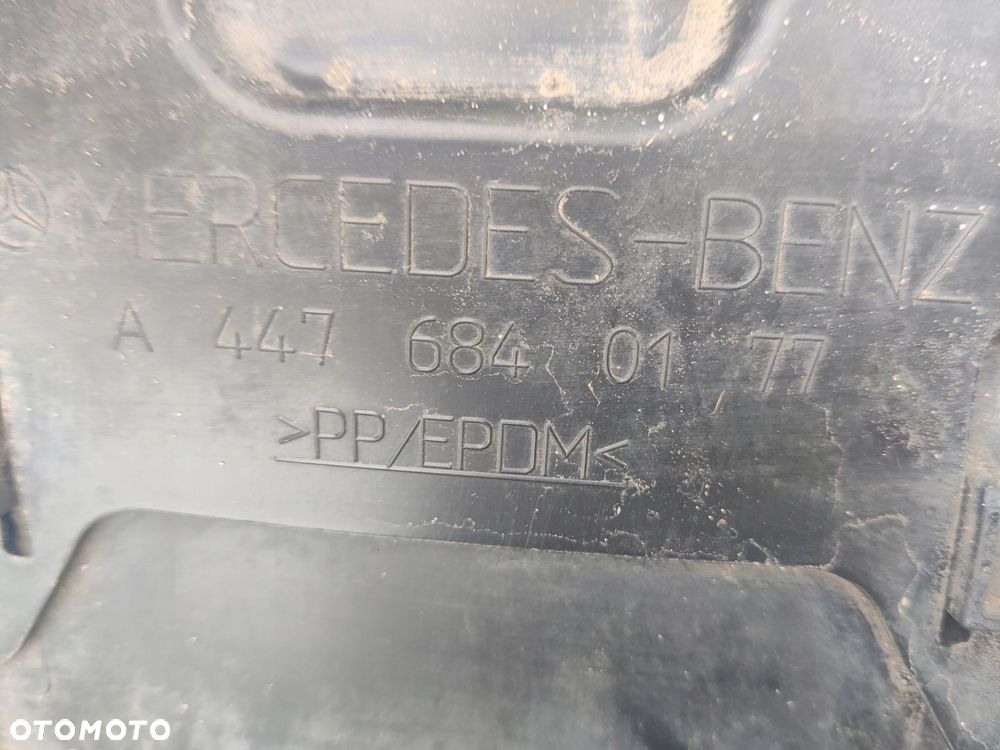 MERCEDES-BENZ
A 447 684 01 77
>PP/EPDM<
OTOMOTO